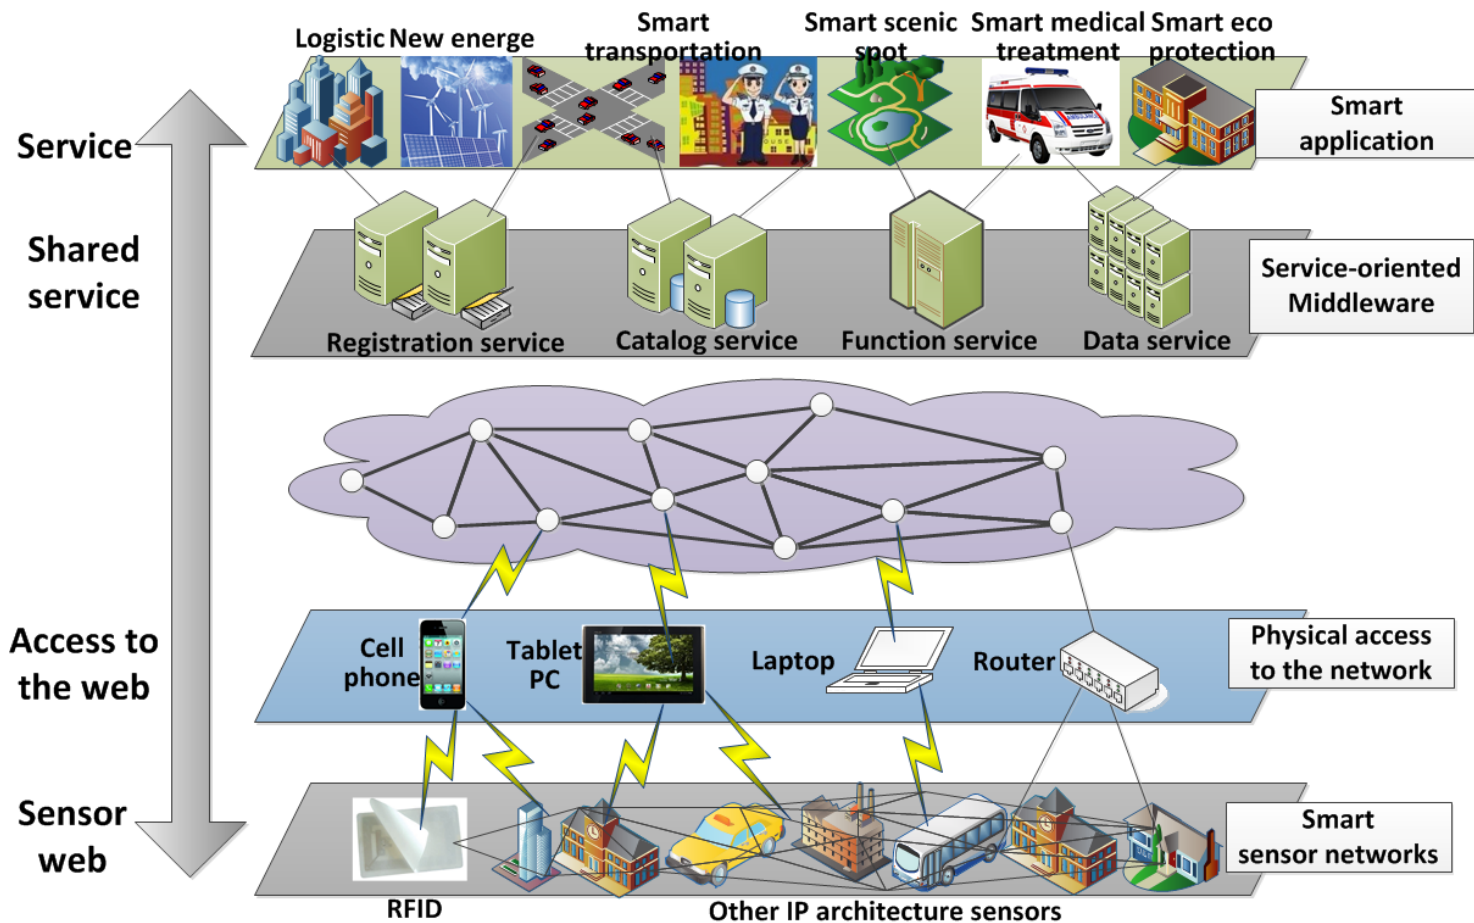 Logistic
New energe
Smart
transportation
Smart scenic
spot
Smart medical
treatment
Smart eco
protection
Service
Smart
application
Shared
service
Service-oriented
Middleware
Registration service
Catalog service
Function service
Data service
Access to
the web
Cell
phone
Tablet
PC
Laptop
Router
Physical access
to the network
Sensor
web
Smart
sensor networks
RFID
Other IP architecture sensors